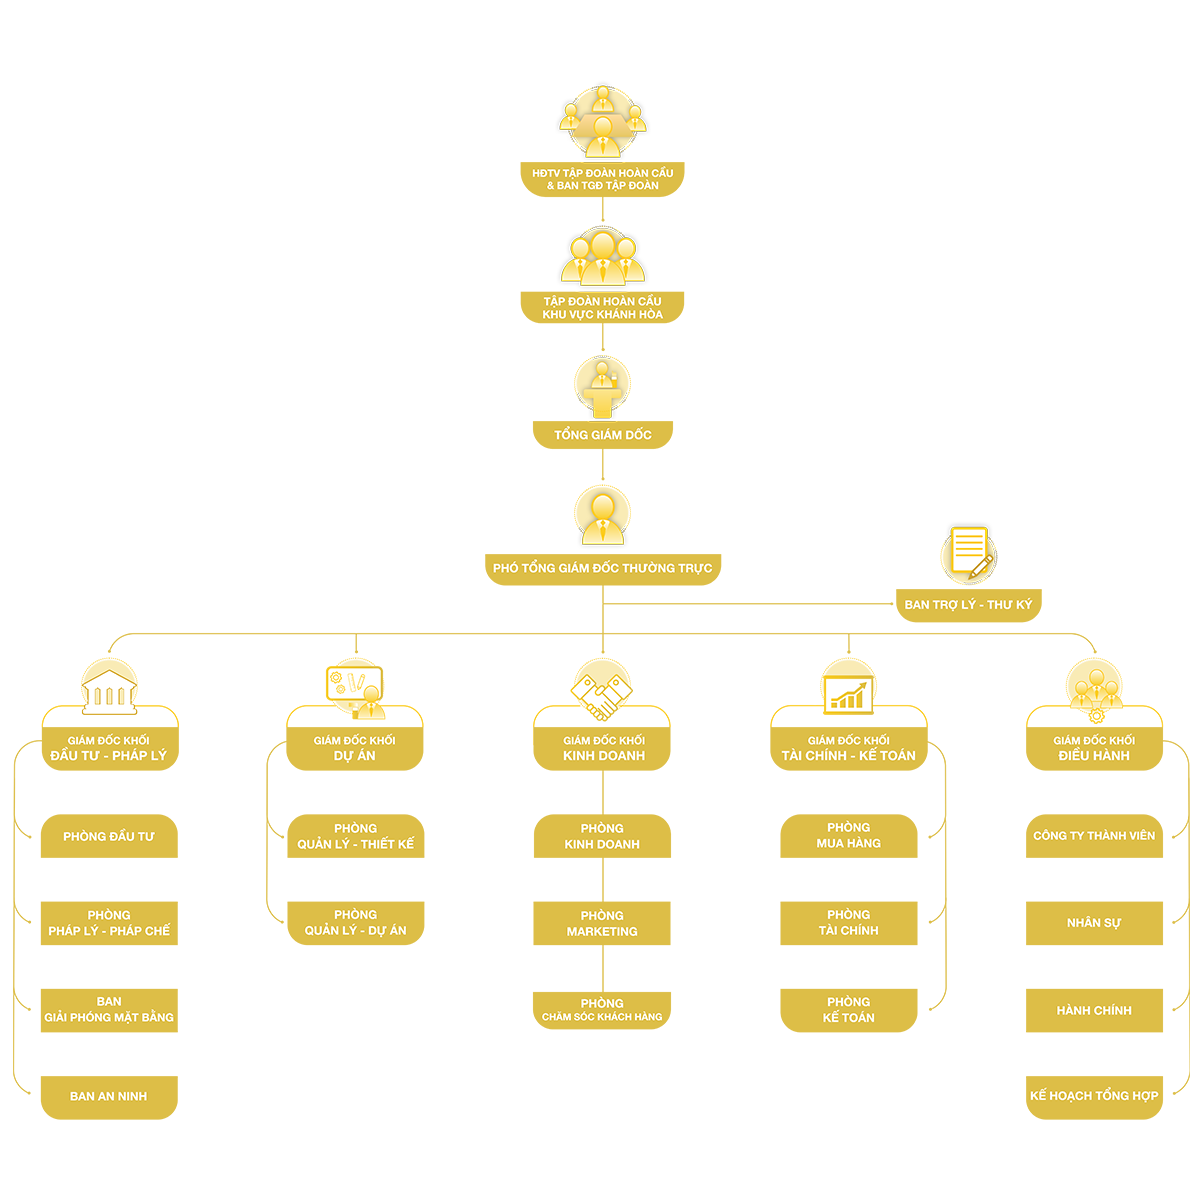 HĐTV TẬP ĐOÀN HOÀN CẦU
& BAN TGĐ TẬP ĐOÀN
TẬP ĐOÀN HOÀN CẦU
KHU VỰC KHÁNH HÒA
TỔNG GIÁM DỐC
PHÓ TỔNG GIÁM ĐỐC THƯỜNG TRỰC
BAN TRỢ LÝ - THƯ KÝ
GIÁM ĐỐC KHỐI
ĐẦU TƯ - PHÁP LÝ
PHÒNG ĐẦU TƯ
PHÒNG
PHÁP LÝ - PHÁP CHẾ
BAN
GIẢI PHÓNG MẶT BẰNG
BAN AN NINH
GIÁM ĐỐC KHỐI
DỰ ÁN
PHÒNG
QUẢN LÝ - THIẾT KẾ
PHÒNG
QUẢN LÝ - DỰ ÁN
GIÁM ĐỐC KHỐI
KINH DOANH
PHÒNG
KINH DOANH
PHÒNG
MARKETING
PHÒNG
CHĂM SÓC KHÁCH HÀNG
GIÁM ĐỐC KHỐI
TÀI CHÍNH - KẾ TOÁN
PHÒNG
MUA HÀNG
PHÒNG
TÀI CHÍNH
PHÒNG
KẾ TOÁN
GIÁM ĐỐC KHỐI
ĐIỀU HÀNH
CÔNG TY THÀNH VIÊN
NHÂN SỰ
HÀNH CHÍNH
KẾ HOẠCH TỔNG HỢP